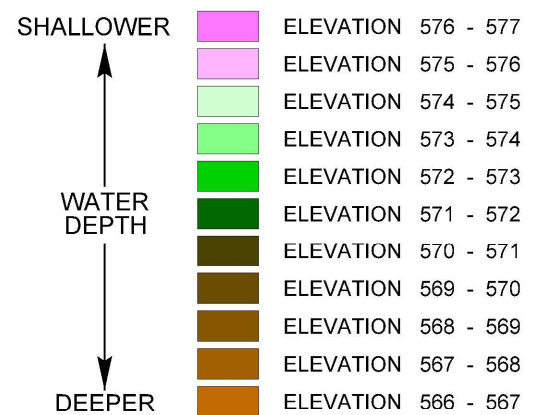 SHALLOWER
ELEVATION 576 - 577
ELEVATION 575 - 576
ELEVATION 574 - 575
ELEVATION 573 - 574
ELEVATION 572 - 573
WATER
DEPTH
ELEVATION 571 - 572
ELEVATION 570 - 571
ELEVATION 569 - 570
ELEVATION 568 - 569
ELEVATION 567 - 568
DEEPER
ELEVATION 566 - 567